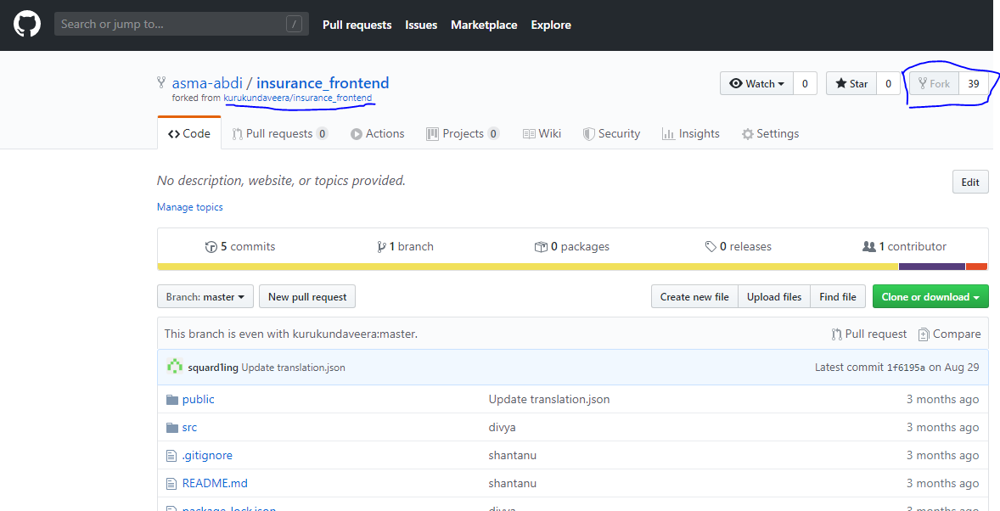 Search or jump to... / Pull requests Issues Marketplace Explore
asma-abdi / insurance_frontend Watch 0 Star 0 Fork 39
forked from kurukundaveera/insurance_frontend
Code Pull requests 0 Actions Projects 0 Wiki Security Insights Settings
No description, website, or topics provided. Edit
Manage topics
5 commits 1 branch 0 packages 0 releases 1 contributor
Branch: master New pull request Create new file Upload files Find file Clone or download
This branch is even with kurukundaveera:master. Pull request Compare
squard1ing Update translation.json Latest commit 1f6195a on Aug 29
public Update translation.json 3 months ago
src divya 3 months ago
.gitignore shantanu 3 months ago
README.md shantanu 3 months ago
package-lock.json divya 3 months ago